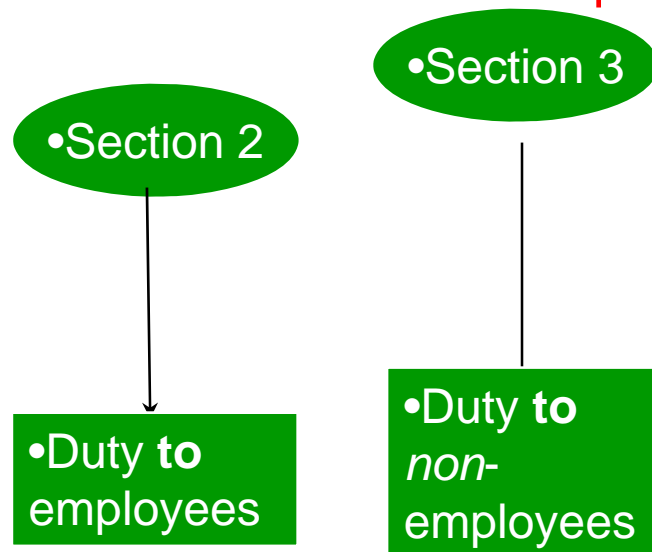 •Section 2
•Duty to
employees
•Section 3
•Duty to
non-
employees